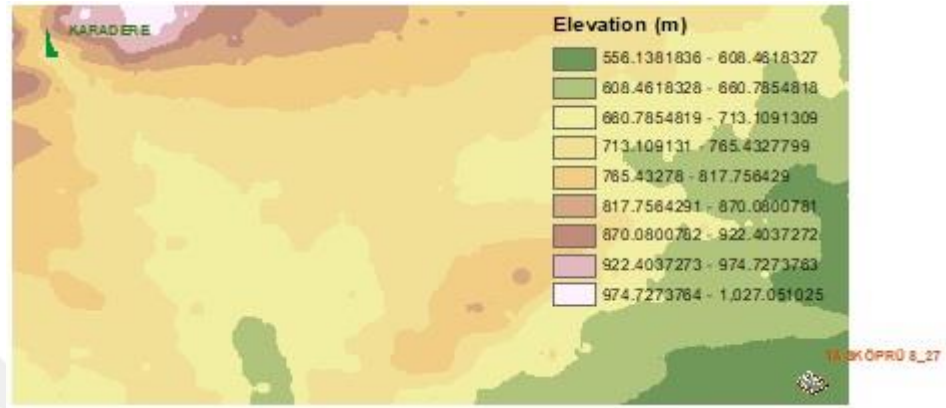 KARADERE
Elevation (m)
556.1381836 - 608.4618327
608.4618328 - 660.7854818
660.7854819 - 713.1091309
713.109131 - 765.4327799
765.43278 - 817.756429
817.7564291 - 870.0800781
870.0800782 - 922.4037272
922.4037273 - 974.7273763
974.7273764 - 1,027.051025
TAŞKÖPRÜ 8_27